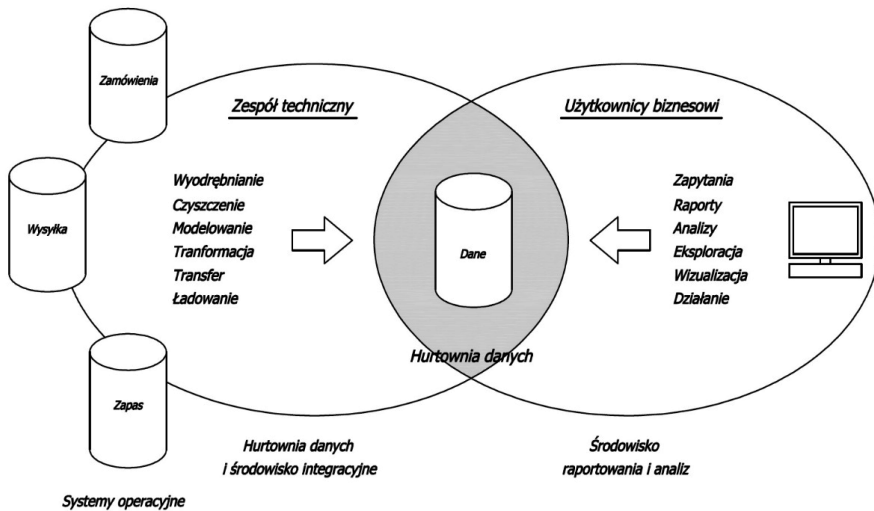 Zamówienia
Wysyłka
Zapas
Systemy operacyjne
Zespół techniczny
Wyodrębnianie
Czyszczenie
Modelowanie
Tranformacja
Transfer
Ładowanie
Hurtownia danych
i środowisko integracyjne
Dane
Hurtownia danych
Użytkownicy biznesowi
Zapytania
Raporty
Analizy
Eksploracja
Wizualizacja
Działanie
Środowisko
raportowania i analiz